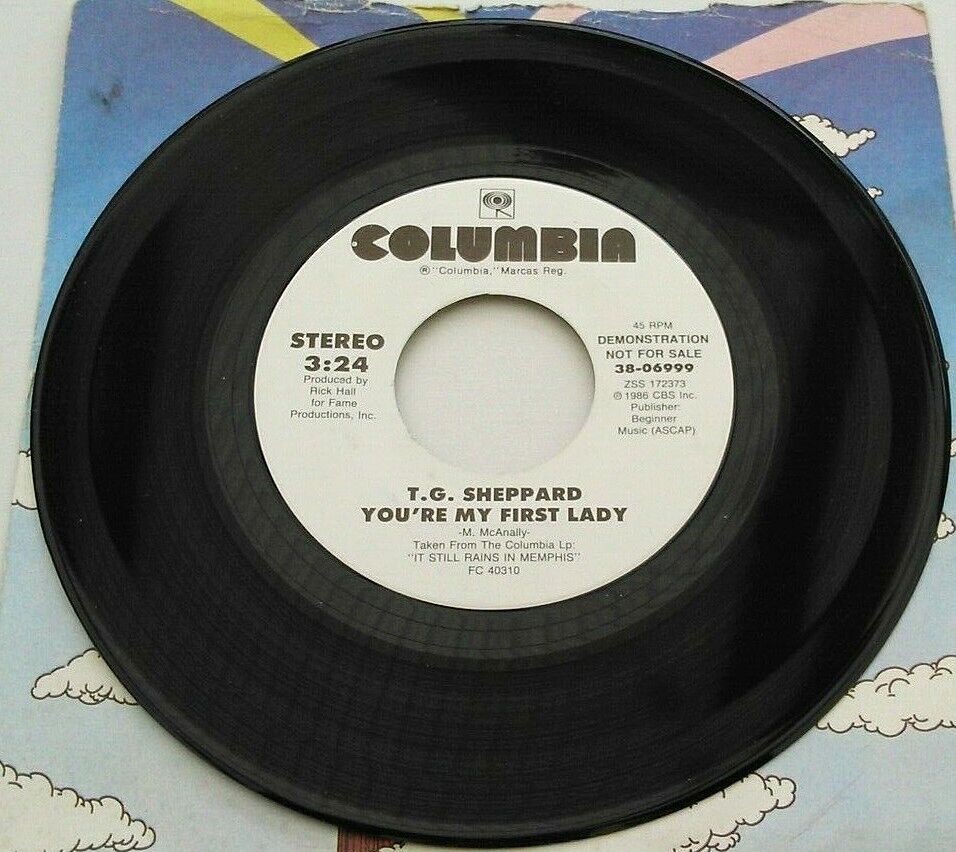 COLUMBIA
® "Columbia," Marcas Reg.
STEREO
3:24
Produced by
Rick Hall
for Fame
Productions, Inc.
45 RPM
DEMONSTRATION
NOT FOR SALE
38-06999
ZSS 172373
℗ 1986 CBS Inc.
Publisher:
Beginner
Music (ASCAP)
T.G. SHEPPARD
YOU'RE MY FIRST LADY
-M. McAnally-
Taken From The Columbia Lp:
"IT STILL RAINS IN MEMPHIS"
FC 40310